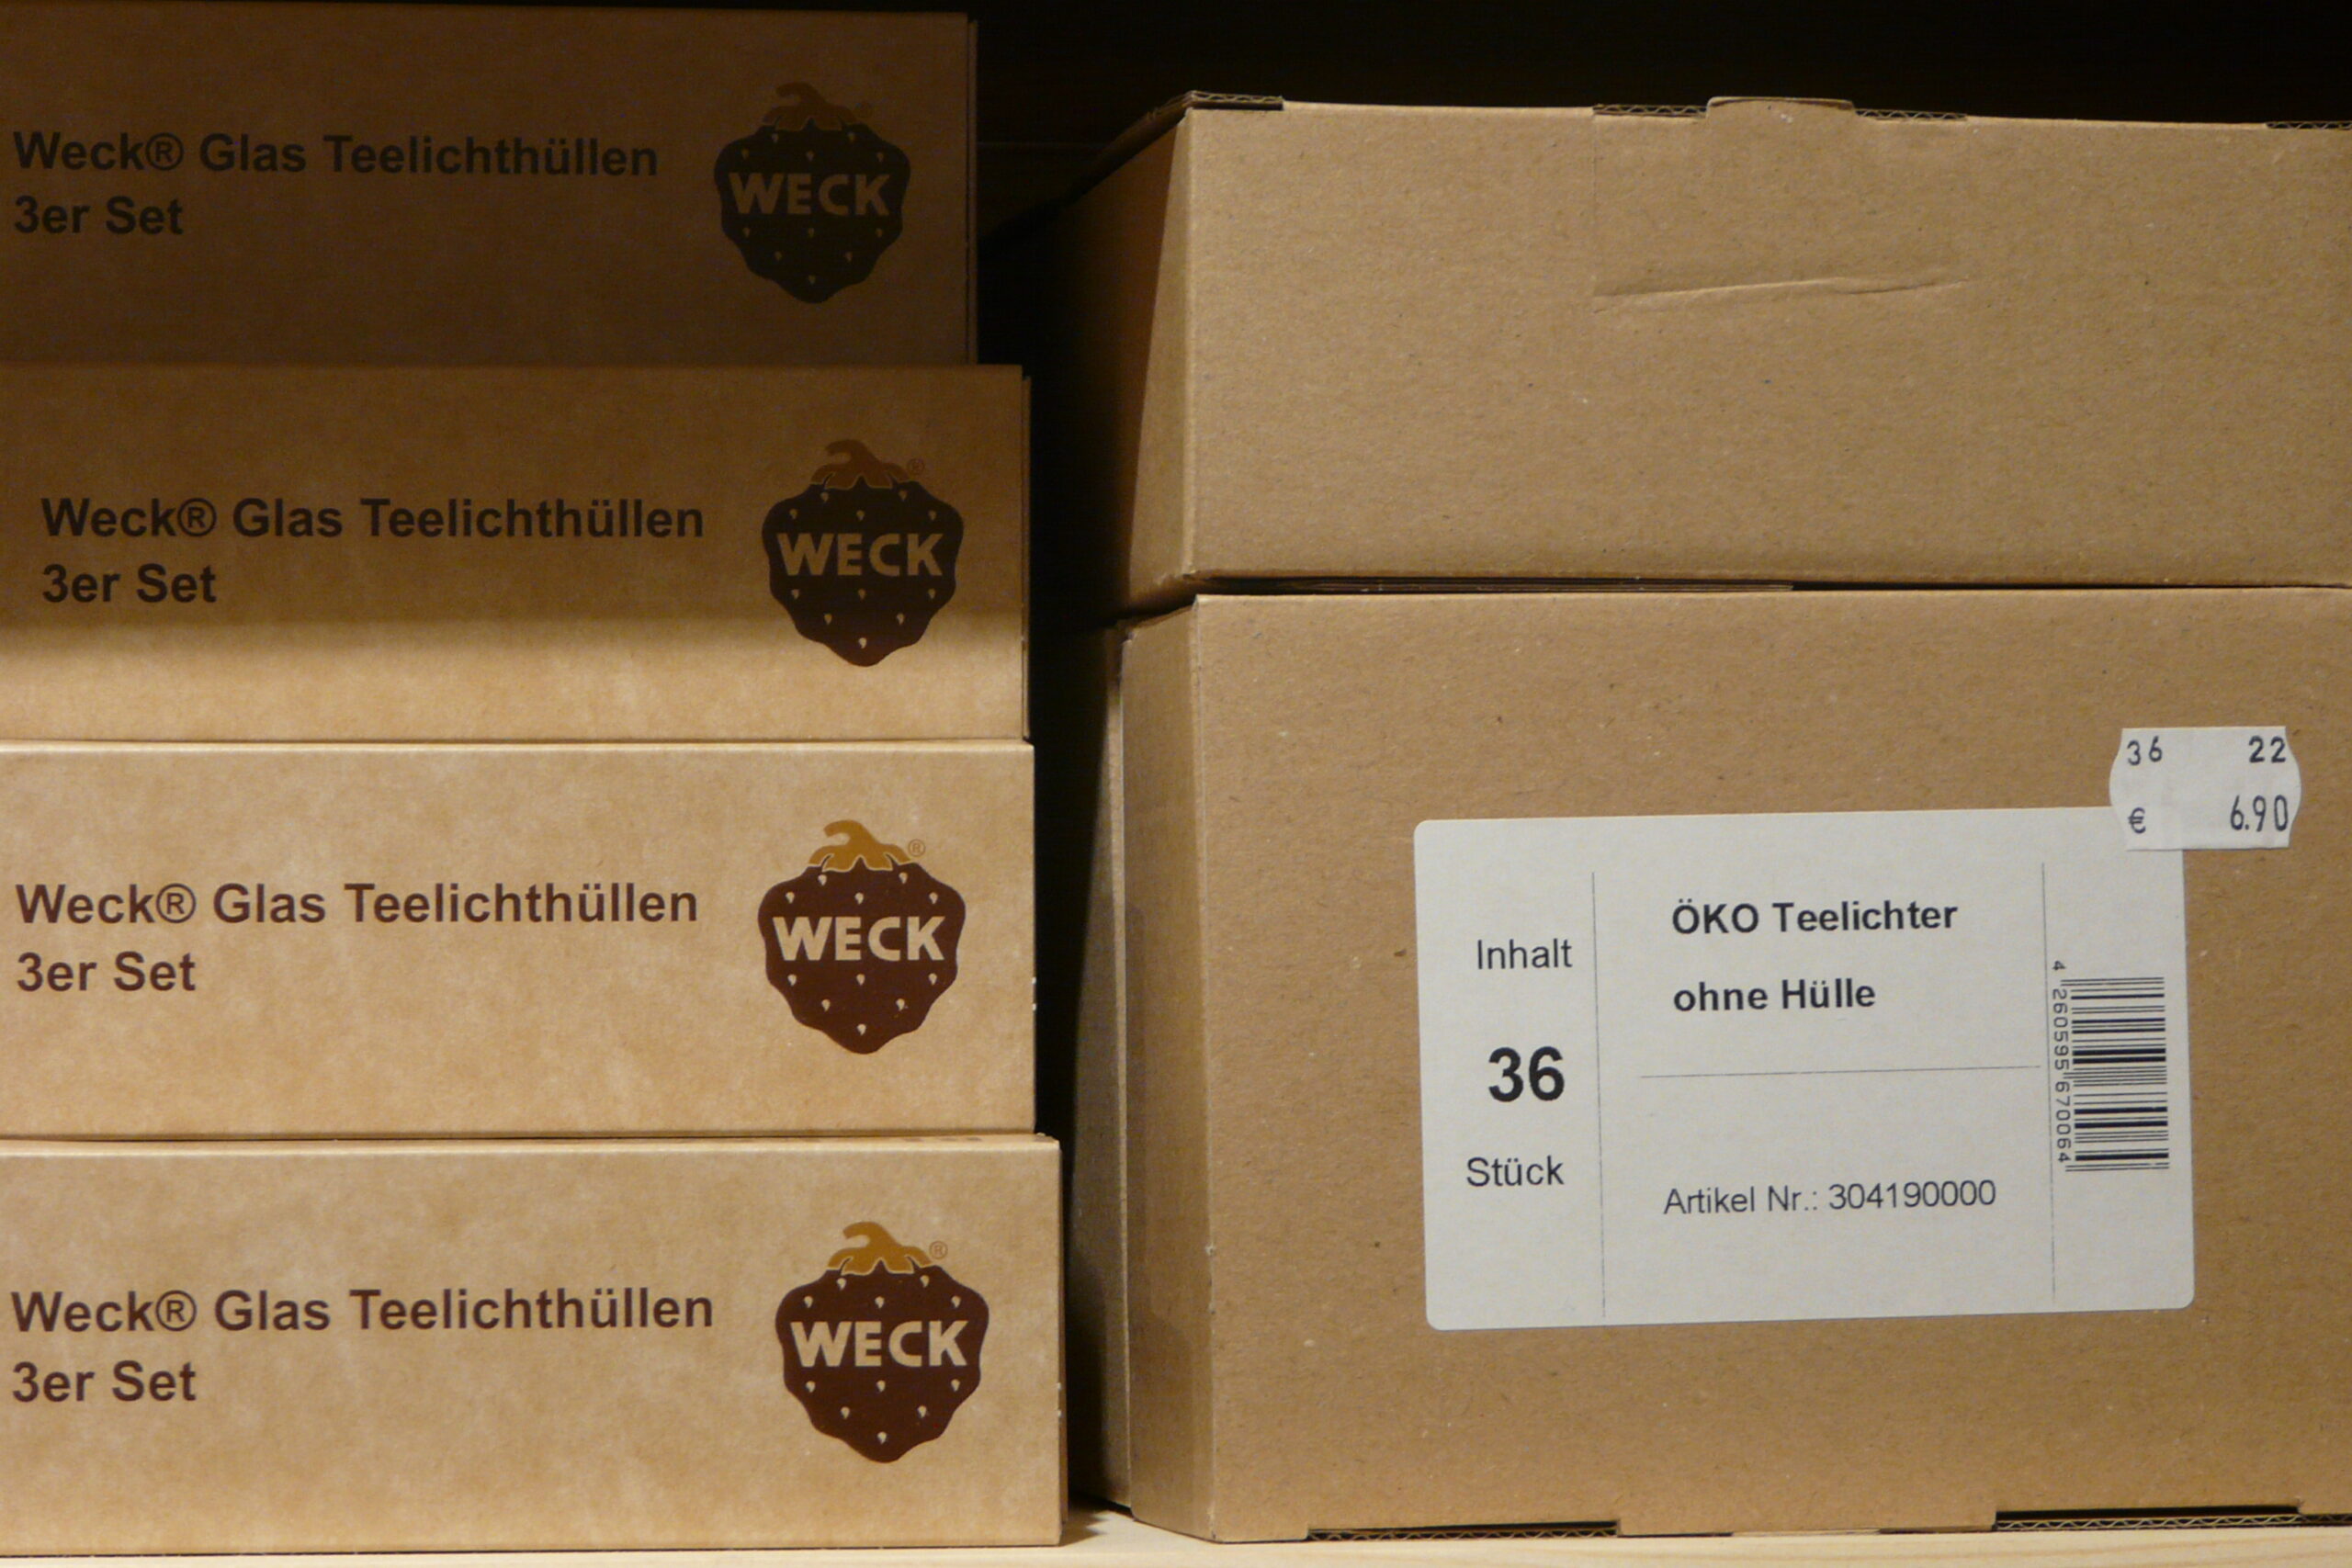 Weck® Glas Teelichthüllen
3er Set
WECK
®
Weck® Glas Teelichthüllen
3er Set
WECK
®
Weck® Glas Teelichthüllen
3er Set
WECK
®
Weck® Glas Teelichthüllen
3er Set
WECK
®
36 22
€ 6.90
Inhalt
36
Stück
ÖKO Teelichter
ohne Hülle
Artikel Nr.: 304190000
4 260595 670064